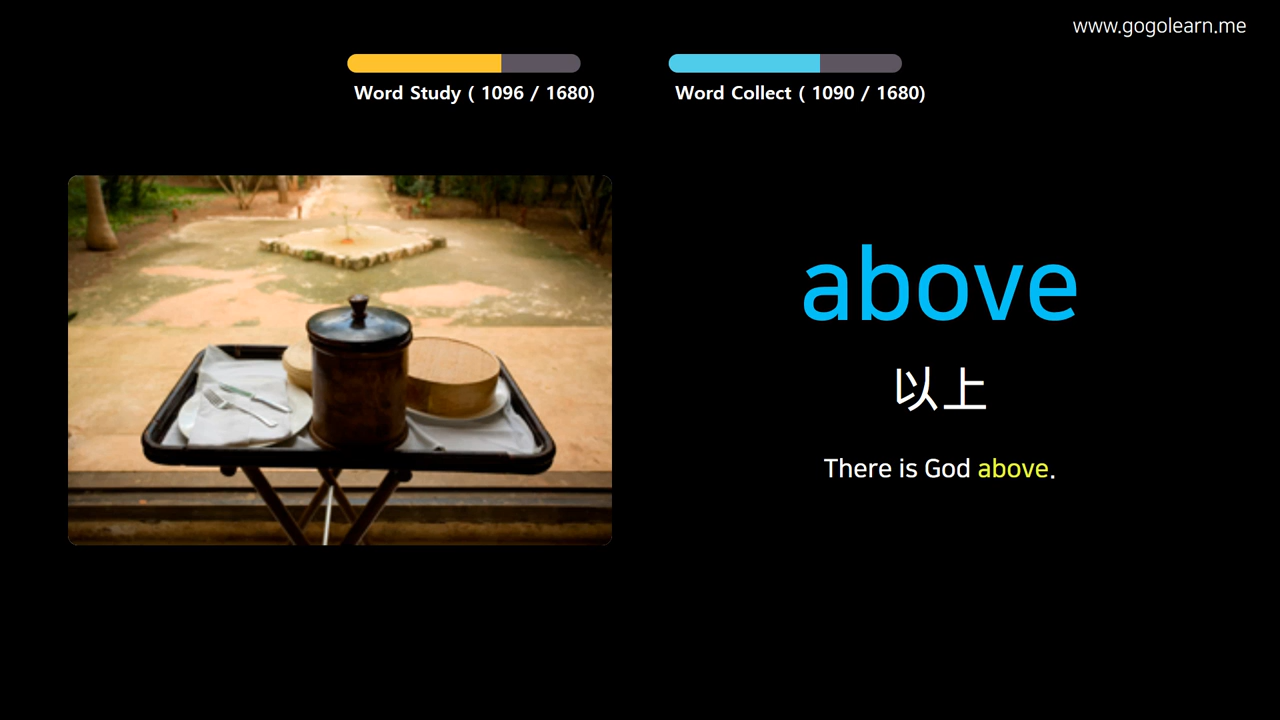 www.gogolearn.me
Word Study ( 1096 / 1680)
Word Collect ( 1090 / 1680)
above
以上
There is God above.